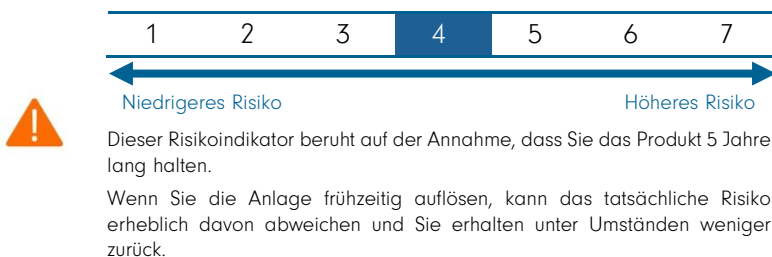 1 2 3 4 5 6 7
Niedrigeres Risiko Höheres Risiko
Dieser Risikoindikator beruht auf der Annahme, dass Sie das Produkt 5 Jahre
lang halten.
Wenn Sie die Anlage frühzeitig auflösen, kann das tatsächliche Risiko
erheblich davon abweichen und Sie erhalten unter Umständen weniger
zurück.